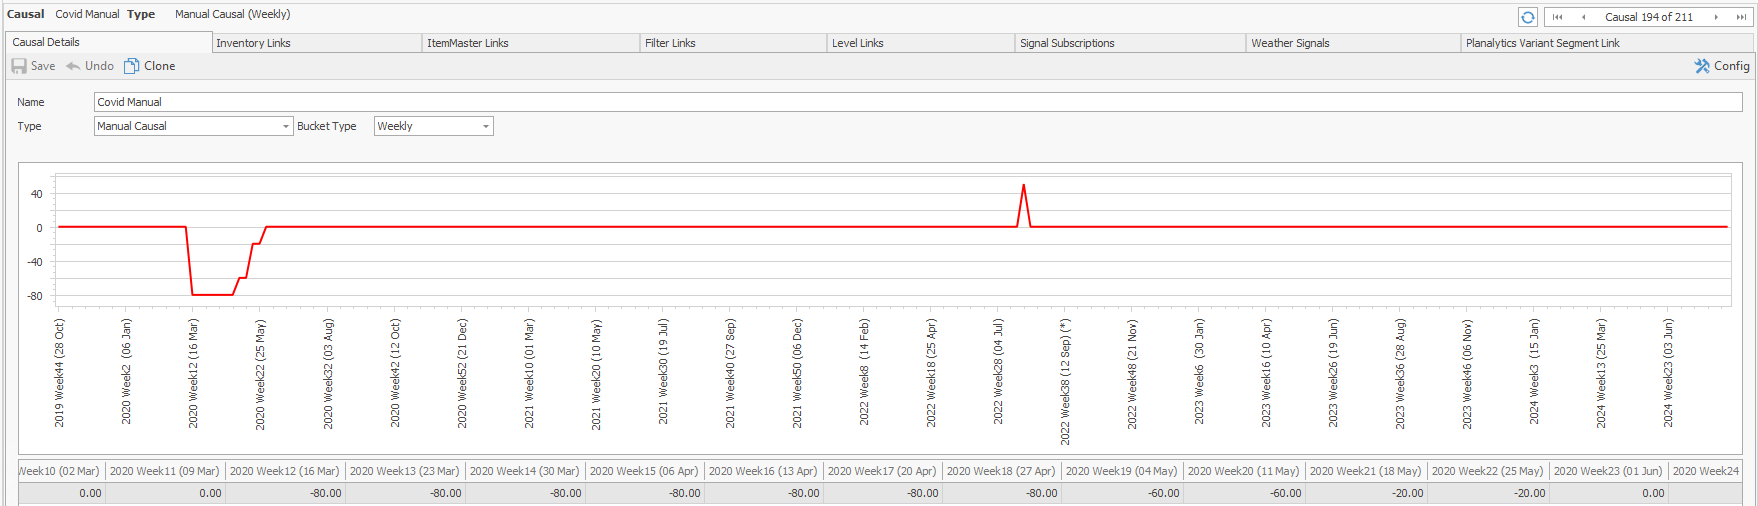 Causal Covid Manual Type Manual Causal (Weekly) Causal 194 of 211
Causal Details Inventory Links ItemMaster Links Filter Links Level Links Signal Subscriptions Weather Signals Planalytics Variant Segment Link
Save Undo Clone Config
Name Covid Manual
Type Manual Causal Bucket Type Weekly
40
0
-40
-80
2019 Week44 (28 Oct)
2020 Week2 (06 Jan)
2020 Week12 (16 Mar)
2020 Week22 (25 May)
2020 Week32 (03 Aug)
2020 Week42 (12 Oct)
2020 Week52 (21 Dec)
2021 Week10 (01 Mar)
2021 Week20 (10 May)
2021 Week30 (19 Jul)
2021 Week40 (27 Sep)
2021 Week50 (06 Dec)
2022 Week8 (14 Feb)
2022 Week18 (25 Apr)
2022 Week28 (04 Jul)
2022 Week38 (12 Sep) (*)
2022 Week48 (21 Nov)
2023 Week6 (30 Jan)
2023 Week16 (10 Apr)
2023 Week26 (19 Jun)
2023 Week36 (28 Aug)
2023 Week46 (06 Nov)
2024 Week3 (15 Jan)
2024 Week13 (25 Mar)
2024 Week23 (03 Jun)
Week10 (02 Mar) 2020 Week11 (09 Mar) 2020 Week12 (16 Mar) 2020 Week13 (23 Mar) 2020 Week14 (30 Mar) 2020 Week15 (06 Apr) 2020 Week16 (13 Apr) 2020 Week17 (20 Apr) 2020 Week18 (27 Apr) 2020 Week19 (04 May) 2020 Week20 (11 May) 2020 Week21 (18 May) 2020 Week22 (25 May) 2020 Week23 (01 Jun) 2020 Week24
0.00 0.00 -80.00 -80.00 -80.00 -80.00 -80.00 -80.00 -80.00 -60.00 -60.00 -20.00 -20.00 0.00